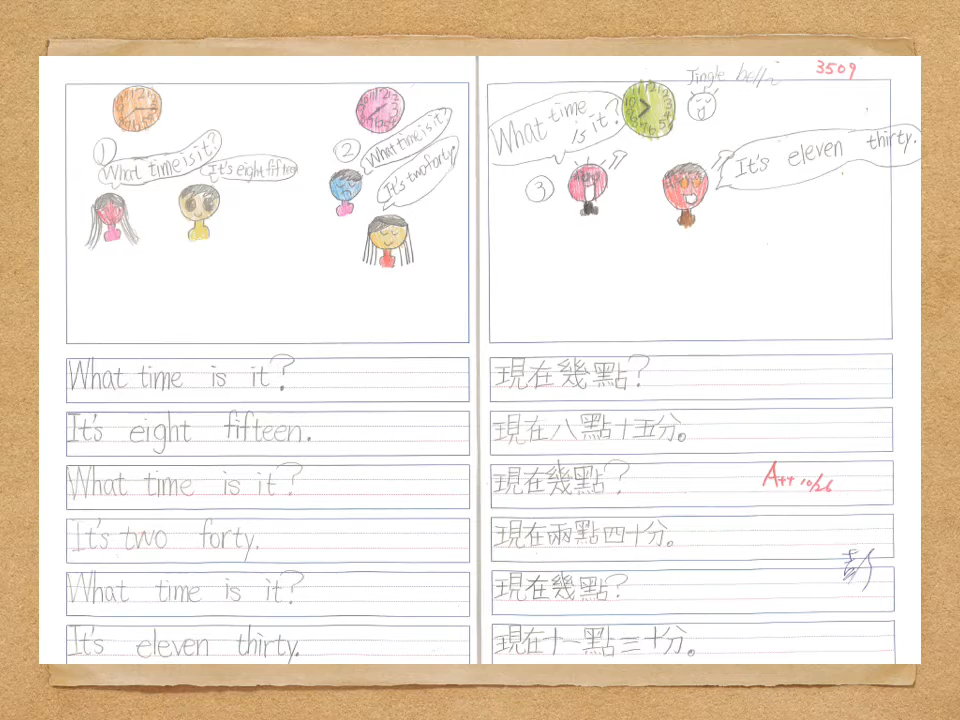 ①
What time is it?
It's eight fifteen
②
What time is it?
It's two forty.
What time is it?
It's eight fifteen.
What time is it?
It's two forty.
What time is it?
It's eleven thirty.
Jingle bells
3509
What time
is it?
③
It's eleven thirty.
現在幾點?
現在八點十五分。
現在幾點?
A++ 10/26
現在兩點四十分。
現在幾點?
彭
現在十一點三十分。